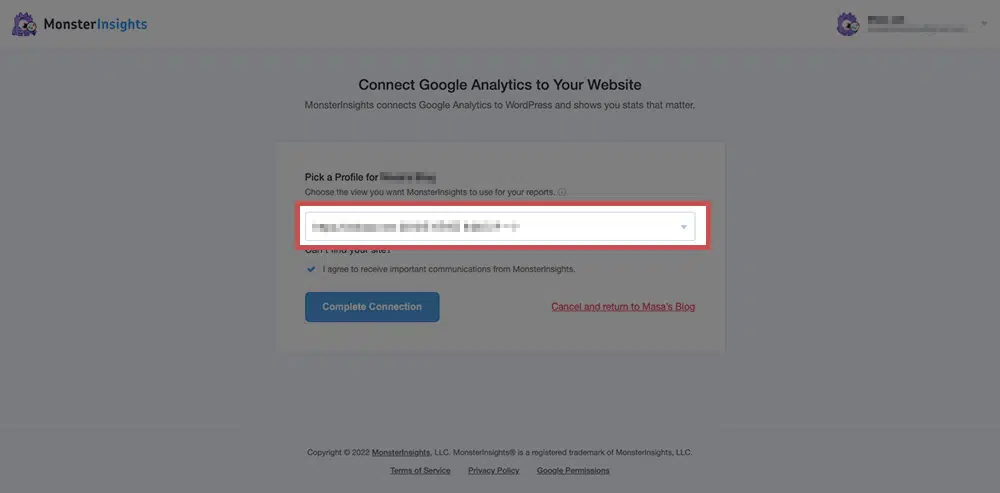 MonsterInsights
Connect Google Analytics to Your Website
MonsterInsights connects Google Analytics to WordPress and shows you stats that matter.
Pick a Profile for
Choose the view you want MonsterInsights to use for your reports.
Can't find your site?
I agree to receive important communications from MonsterInsights.
Complete Connection
Cancel and return to Masa's Blog
Copyright © 2022 MonsterInsights, LLC. MonsterInsights® is a registered trademark of MonsterInsights, LLC.
Terms of Service Privacy Policy Google Permissions